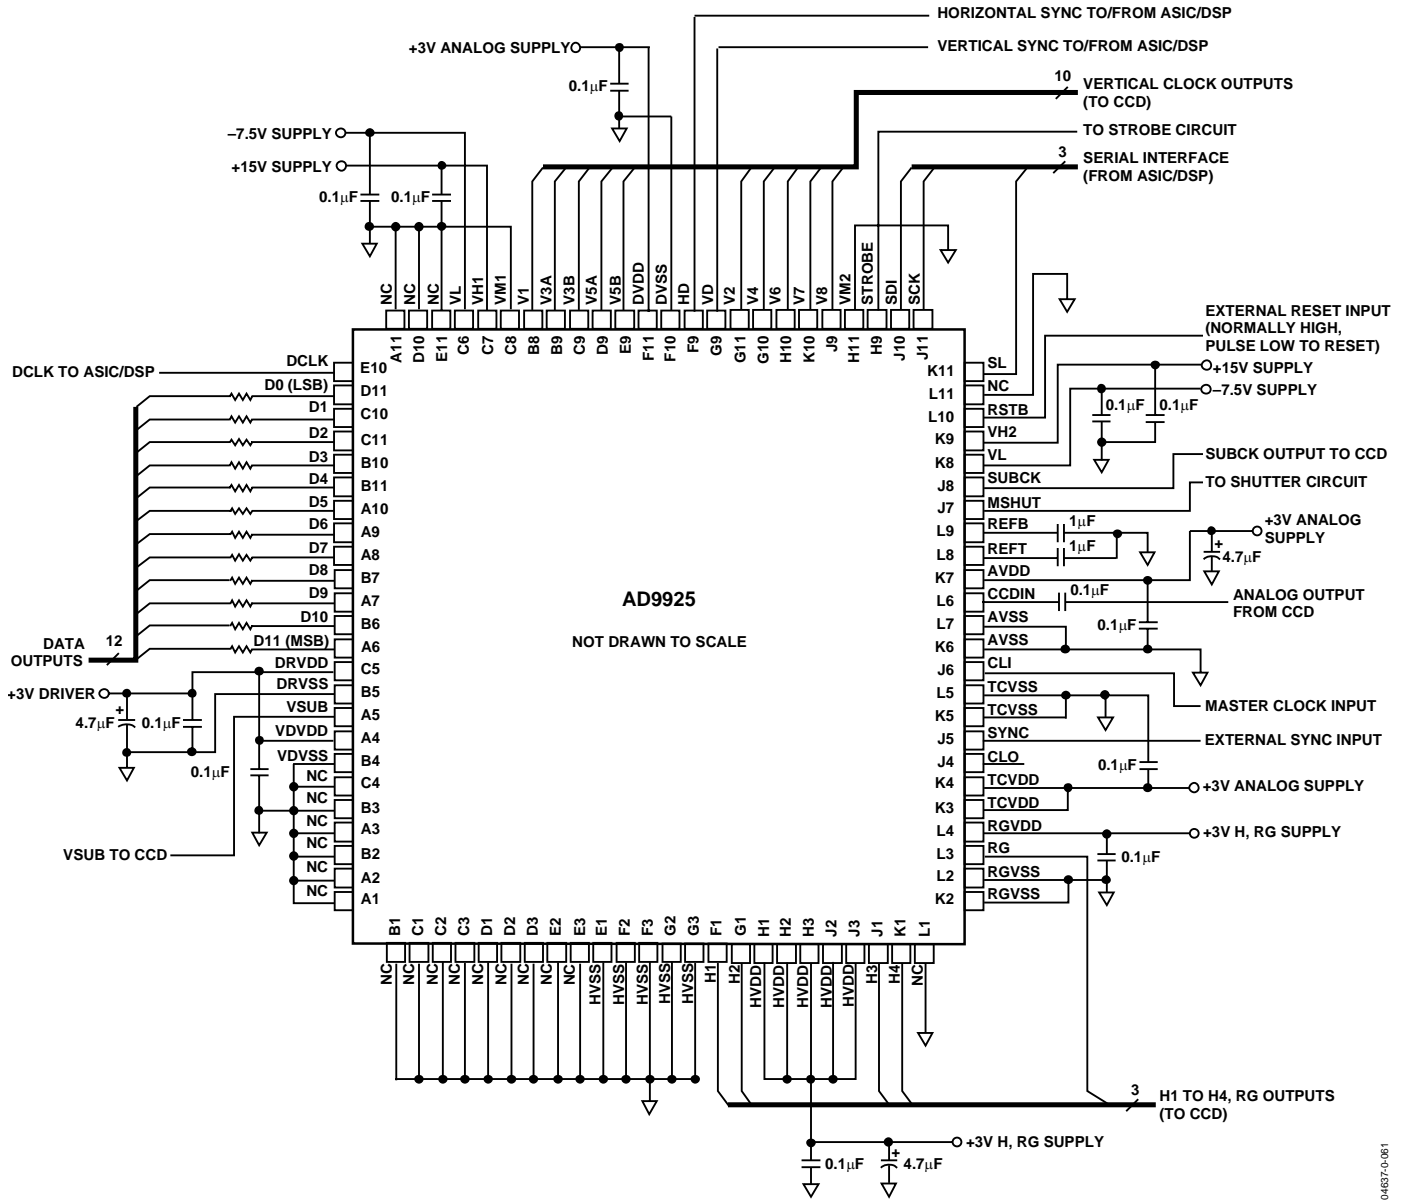 HORIZONTAL SYNC TO/FROM ASIC/DSP
+3V ANALOG SUPPLY
VERTICAL SYNC TO/FROM ASIC/DSP
0.1µF
10
VERTICAL CLOCK OUTPUTS
(TO CCD)
–7.5V SUPPLY
TO STROBE CIRCUIT
+15V SUPPLY
3
SERIAL INTERFACE
(FROM ASIC/DSP)
0.1µF
0.1µF
NC
NC
NC
VL
VH1
VM1
V1
V3A
V3B
V5A
V5B
DVDD
DVSS
HD
VD
V2
V4
V6
V7
V8
VM2
STROBE
SDI
SCK
A11
D10
E11
C6
C7
C8
B8
B9
C9
D9
E9
F11
F10
F9
G9
G11
G10
H10
K10
J9
H11
H9
J10
J11
EXTERNAL RESET INPUT
(NORMALLY HIGH,
PULSE LOW TO RESET)
+15V SUPPLY
–7.5V SUPPLY
0.1µF
0.1µF
DCLK TO ASIC/DSP
DCLK
E10
D0 (LSB)
D11
D1
C10
D2
C11
D3
B10
D4
B11
D5
A10
D6
A9
D7
A8
D8
B7
D9
A7
D10
B6
D11 (MSB)
A6
DATA
OUTPUTS
12
DRVDD
C5
+3V DRIVER
DRVSS
B5
4.7µF
+
0.1µF
VSUB
A5
VDVDD
A4
0.1µF
VDVSS
B4
NC
C4
NC
B3
NC
A3
NC
B2
NC
A2
NC
A1
VSUB TO CCD
AD9925
NOT DRAWN TO SCALE
K11
SL
L11
NC
L10
RSTB
K9
VH2
K8
VL
J8
SUBCK
SUBCK OUTPUT TO CCD
J7
MSHUT
TO SHUTTER CIRCUIT
L9
REFB
1µF
L8
REFT
1µF
+3V ANALOG
SUPPLY
+
4.7µF
K7
AVDD
L6
CCDIN
0.1µF
ANALOG OUTPUT
FROM CCD
L7
AVSS
0.1µF
K6
AVSS
J6
CLI
MASTER CLOCK INPUT
L5
TCVSS
K5
TCVSS
J5
SYNC
EXTERNAL SYNC INPUT
J4
CLO
0.1µF
K4
TCVDD
+3V ANALOG SUPPLY
K3
TCVDD
L4
RGVDD
+3V H, RG SUPPLY
L3
RG
0.1µF
L2
RGVSS
K2
RGVSS
B1
C1
C2
C3
D1
D2
D3
E2
E3
E1
F2
F3
G2
G3
F1
G1
H1
H2
H3
J2
J3
J1
K1
L1
NC
NC
NC
NC
NC
NC
NC
NC
NC
HVSS
HVSS
HVSS
HVSS
HVSS
H1
H2
HVDD
HVDD
HVDD
HVDD
HVDD
H3
H4
NC
3
H1 TO H4, RG OUTPUTS
(TO CCD)
+3V H, RG SUPPLY
0.1µF
+
4.7µF
04637-0-061